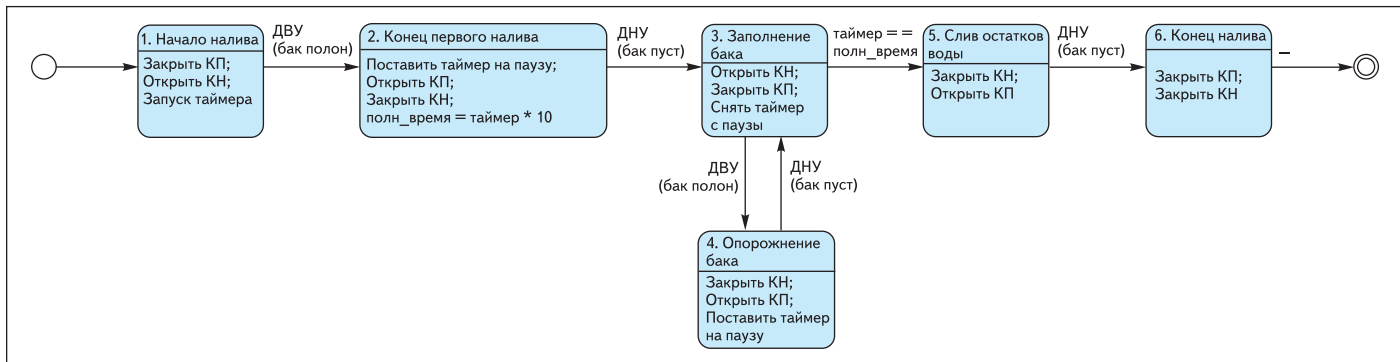 1. Начало налива
Закрыть КП;
Открыть КН;
Запуск таймера
ДВУ
(бак полон)
2. Конец первого налива
Поставить таймер на паузу;
Открыть КП;
Закрыть КН;
полн_время = таймер * 10
ДНУ
(бак пуст)
3. Заполнение
бака
Открыть КН;
Закрыть КП;
Снять таймер
с паузы
таймер ==
полн_время
5. Слив остатков
воды
Закрыть КН;
Открыть КП
ДНУ
(бак пуст)
6. Конец налива
Закрыть КП;
Закрыть КН
–
ДВУ
(бак полон)
ДНУ
(бак пуст)
4. Опорожнение
бака
Закрыть КН;
Открыть КП;
Поставить таймер
на паузу